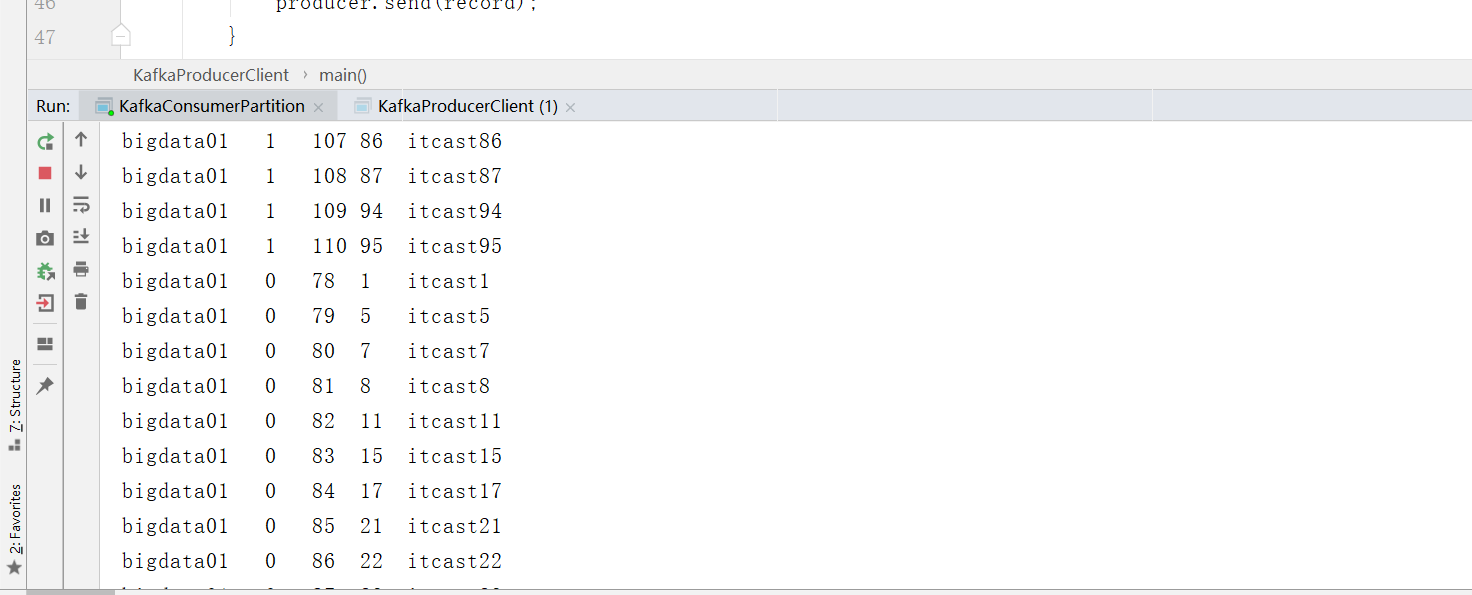 46 producer.send(record);
47 }
KafkaProducerClient › main()
Run: KafkaConsumerPartition × KafkaProducerClient (1) ×
bigdata01 1 107 86 itcast86
bigdata01 1 108 87 itcast87
bigdata01 1 109 94 itcast94
bigdata01 1 110 95 itcast95
bigdata01 0 78 1 itcast1
bigdata01 0 79 5 itcast5
bigdata01 0 80 7 itcast7
bigdata01 0 81 8 itcast8
bigdata01 0 82 11 itcast11
bigdata01 0 83 15 itcast15
bigdata01 0 84 17 itcast17
bigdata01 0 85 21 itcast21
bigdata01 0 86 22 itcast22
7: Structure
2: Favorites